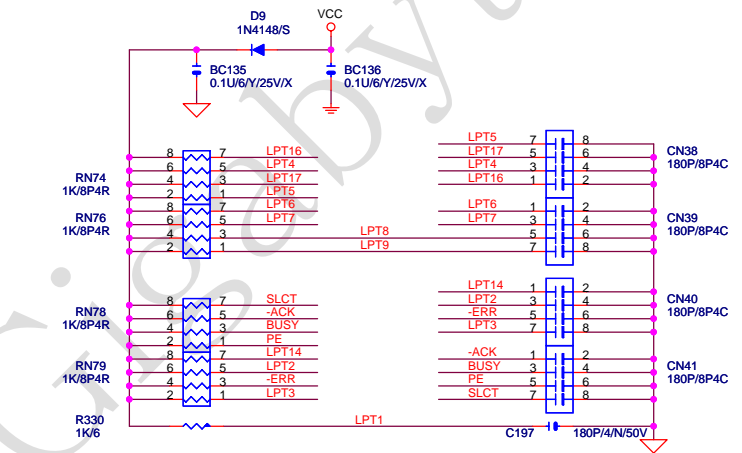 D9
1N4148/S
VCC
BC135
0.1U/6/Y/25V/X
BC136
0.1U/6/Y/25V/X
RN74
1K/8P4R
8 7 LPT16
6 5 LPT4
4 3 LPT17
2 1 LPT5
RN76
1K/8P4R
8 7 LPT6
6 5 LPT7
4 3 LPT8
2 1 LPT9
LPT5 7 8
LPT17 5 6
LPT4 3 4
LPT16 1 2
CN38
180P/8P4C
LPT6 1 2
LPT7 3 4
5 6
7 8
CN39
180P/8P4C
RN78
1K/8P4R
8 7 SLCT
6 5 -ACK
4 3 BUSY
2 1 PE
RN79
1K/8P4R
8 7 LPT14
6 5 LPT2
4 3 -ERR
2 1 LPT3
LPT14 1 2
LPT2 3 4
-ERR 5 6
LPT3 7 8
CN40
180P/8P4C
-ACK 1 2
BUSY 3 4
PE 5 6
SLCT 7 8
CN41
180P/8P4C
R330
1K/6
LPT1
C197
180P/4/N/50V
Gigaby